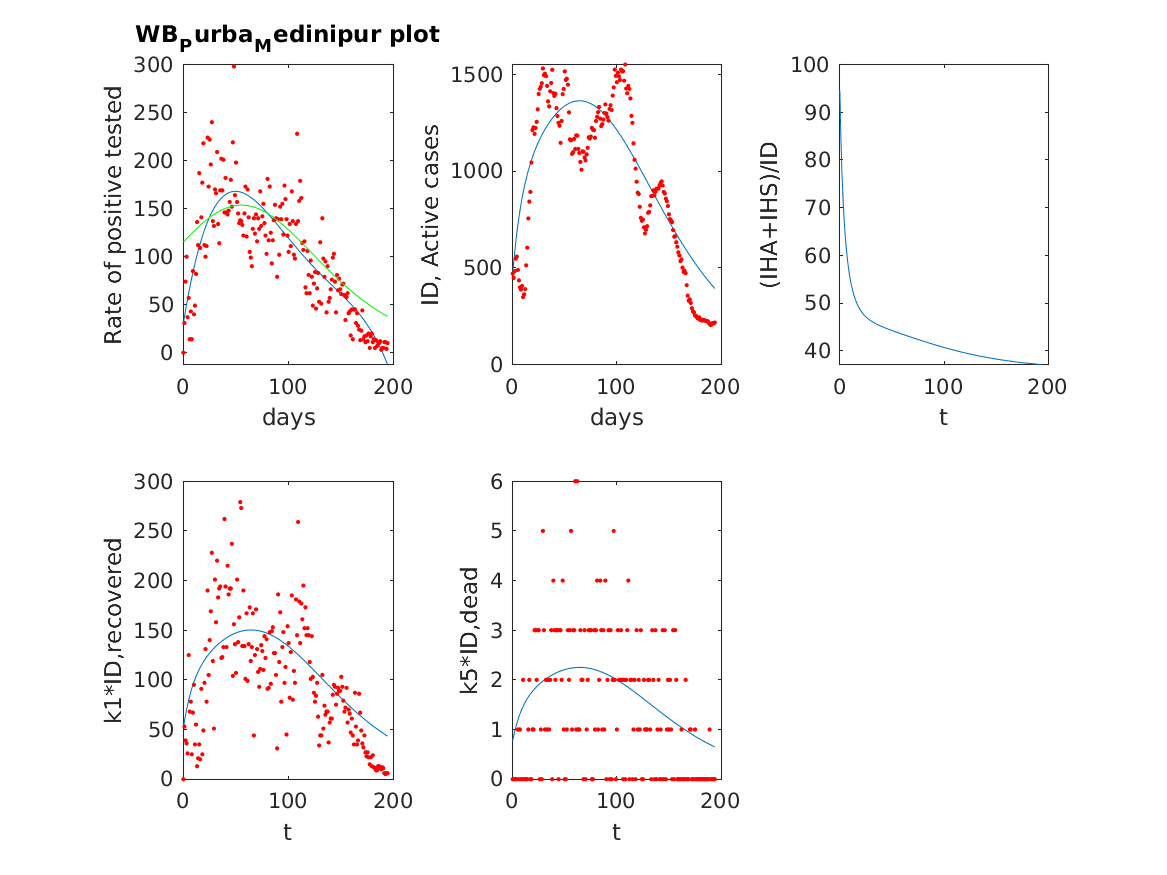 WBPurbaMedinipur plot
300
250
200
150
100
50
0
Rate of positive tested
0 100 200
days
1500
1000
500
0
ID, Active cases
0 100 200
days
100
90
80
70
60
50
40
(IHA+IHS)/ID
0 100 200
t
300
250
200
150
100
50
0
k1*ID,recovered
0 100 200
t
6
5
4
3
2
1
0
k5*ID,dead
0 100 200
t